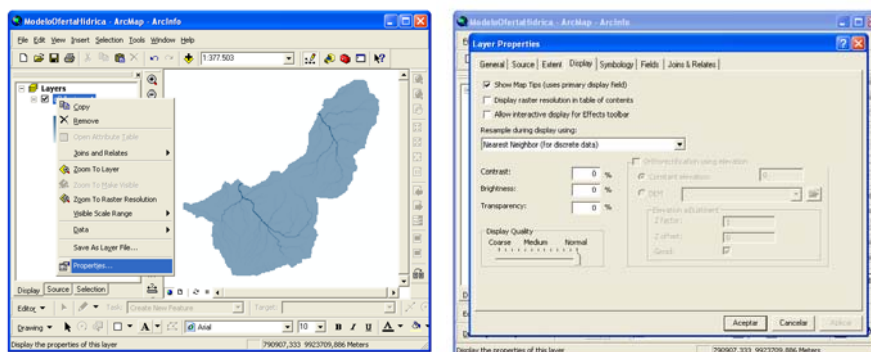 ModeloOfertaHidrica - ArcMap - ArcInfo
File Edit View Insert Selection Tools Window Help
1:377.503
Layers
Copy
Remove
Open Attribute Table
Joins and Relates
Zoom To Layer
Zoom To Make Visible
Zoom To Raster Resolution
Visible Scale Range
Data
Save As Layer File...
Properties...
Display Source Selection
Editor Task: Create New Feature Target:
Drawing A Arial 10 B I U A
Display the properties of this layer 790907,333 9923709,886 Meters
ModeloOfertaHidrica - ArcMap - ArcInfo
Layer Properties
General Source Extent Display Symbology Fields Joins & Relates
Show Map Tips (uses primary display field)
Display raster resolution in table of contents
Allow interactive display for Effects toolbar
Resample during display using:
Nearest Neighbor (for discrete data)
Contrast: 0 %
Brightness: 0 %
Transparency: 0 %
Display Quality
Coarse Medium Normal
Orthorectification using elevation
Constant elevation: 0
DEM
Elevation adjustment
Z factor: 1
Z offset: 0
Geoid:
Aceptar Cancelar Aplicar
Display the properties of this layer 790907,333 9923709,886 Meters